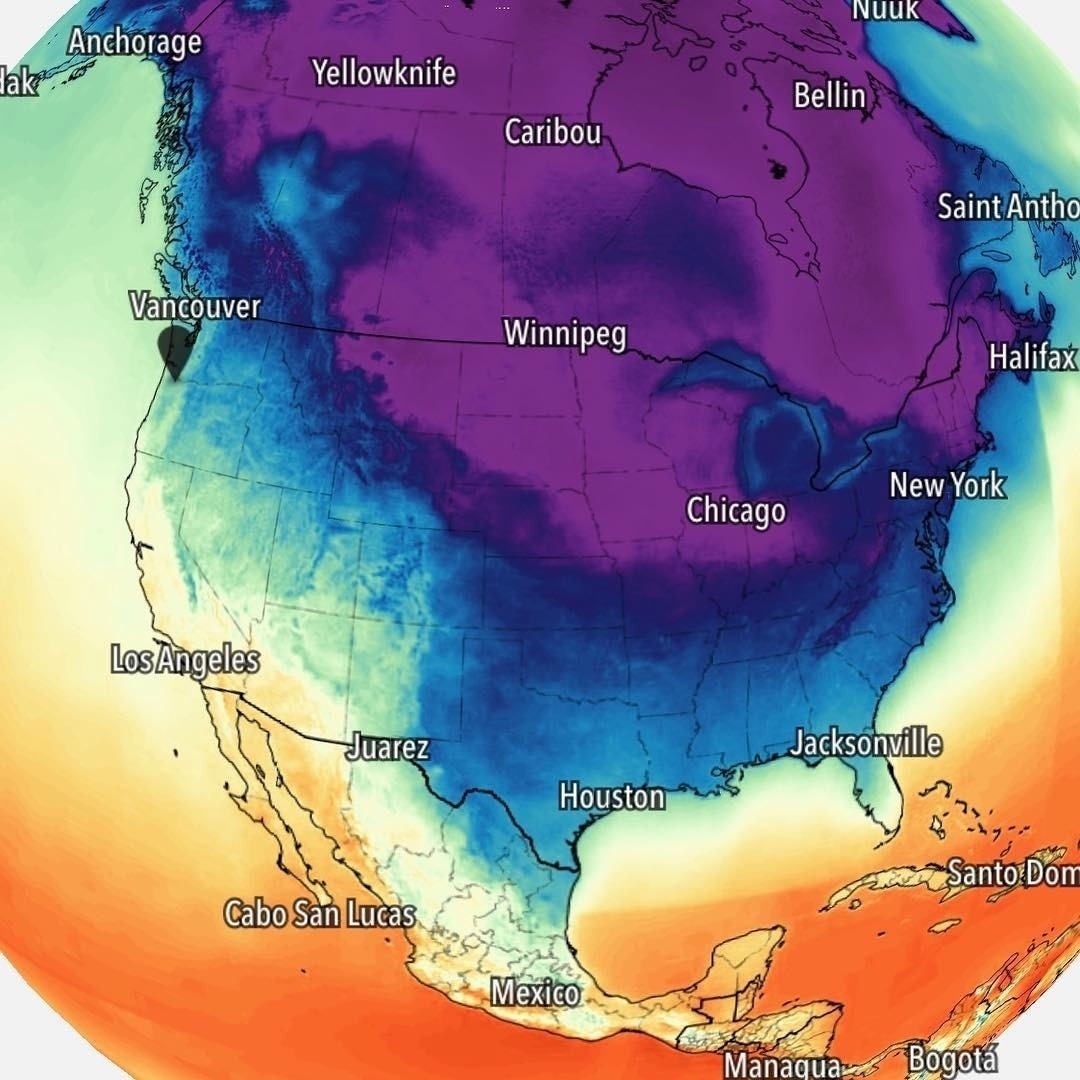 Nuuk
Anchorage
dak
Yellowknife
Bellin
Caribou
Saint Antho
Vancouver
Winnipeg
Halifax
New York
Chicago
Los Angeles
Juarez
Jacksonville
Houston
Santo Dom
Cabo San Lucas
Mexico
Managua
Bogotá